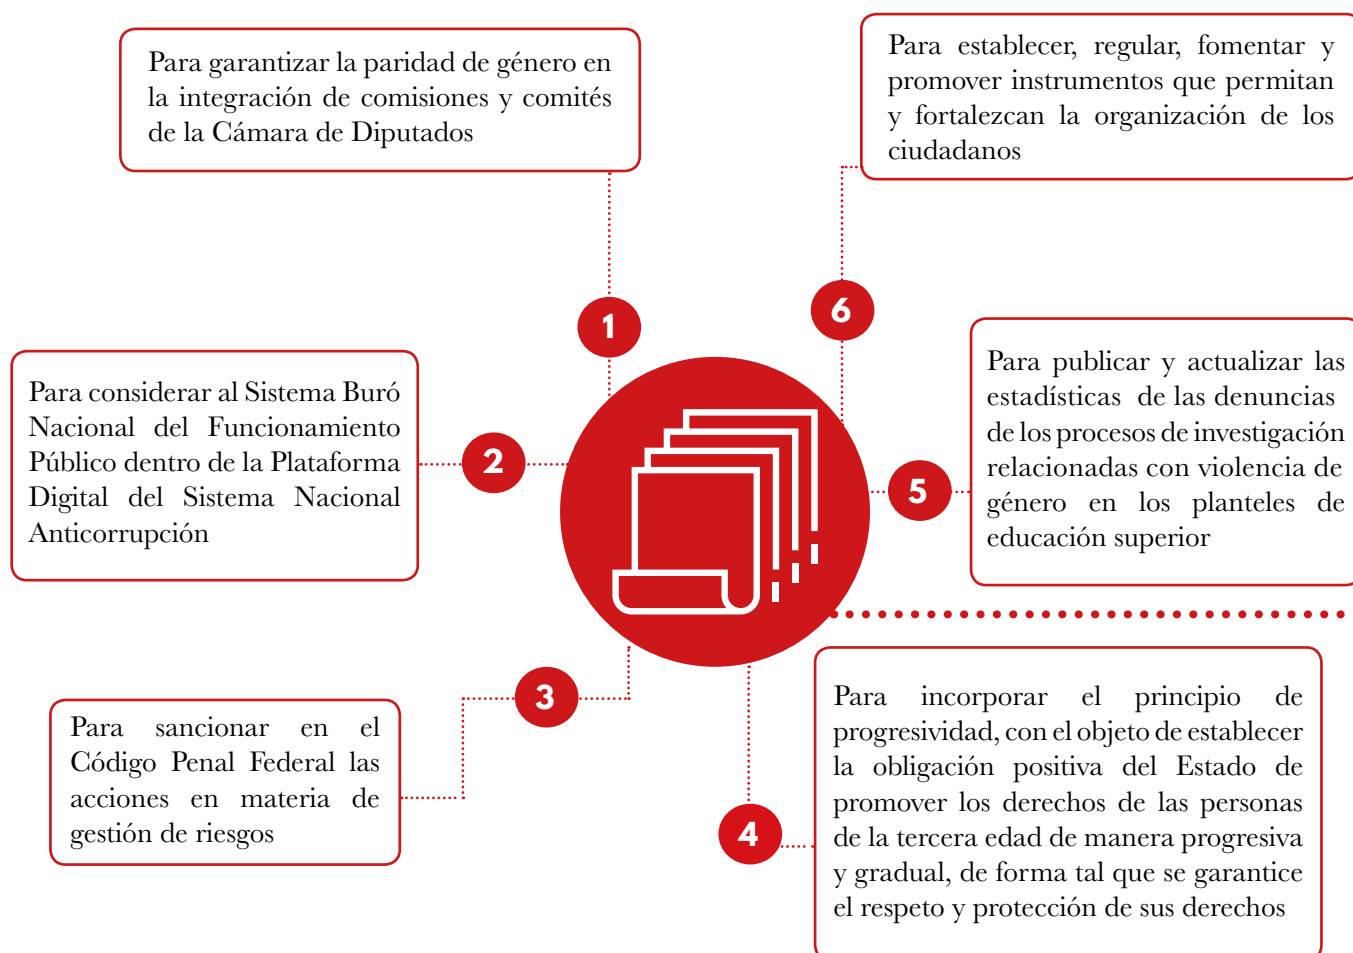 Para garantizar la paridad de género en
la integración de comisiones y comités
de la Cámara de Diputados
1
Para considerar al Sistema Buró
Nacional del Funcionamiento
Público dentro de la Plataforma
Digital del Sistema Nacional
Anticorrupción
2
Para sancionar en el
Código Penal Federal las
acciones en materia de
gestión de riesgos
3
Para incorporar el principio de
progresividad, con el objeto de establecer
la obligación positiva del Estado de
promover los derechos de las personas
de la tercera edad de manera progresiva
y gradual, de forma tal que se garantice
el respeto y protección de sus derechos
4
Para publicar y actualizar las
estadísticas de las denuncias
de los procesos de investigación
relacionadas con violencia de
género en los planteles de
educación superior
5
Para establecer, regular, fomentar y
promover instrumentos que permitan
y fortalezcan la organización de los
ciudadanos
6